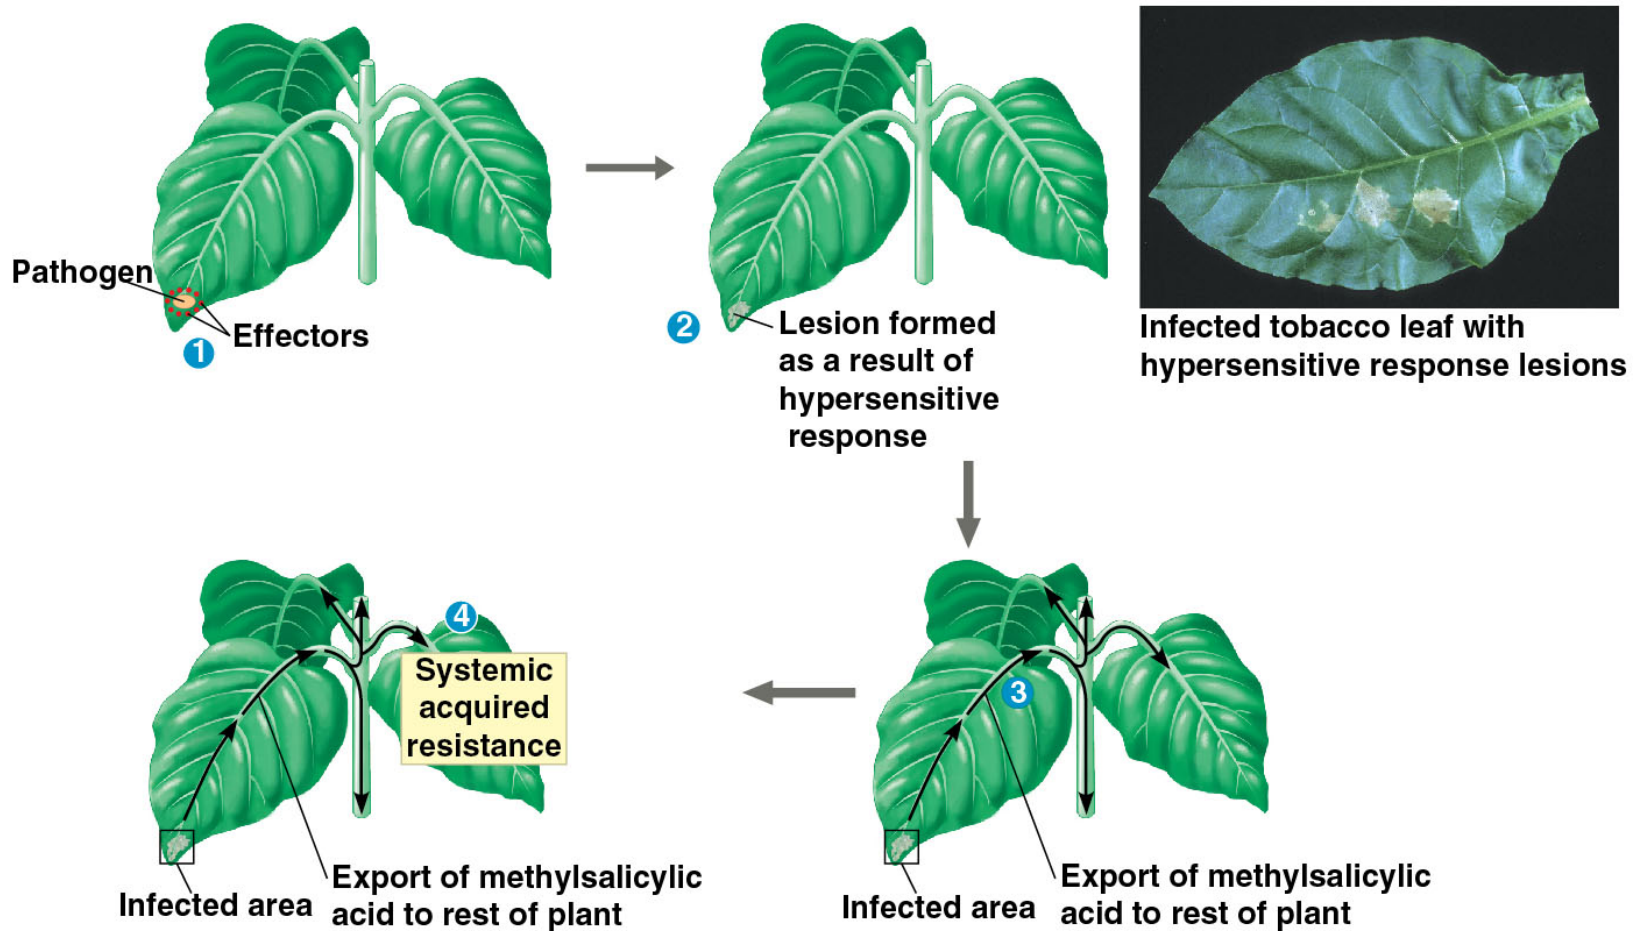 Pathogen
Effectors
1
2
Lesion formed
as a result of
hypersensitive
response
Infected tobacco leaf with
hypersensitive response lesions
3
Infected area
Export of methylsalicylic
acid to rest of plant
4
Systemic
acquired
resistance
Infected area
Export of methylsalicylic
acid to rest of plant